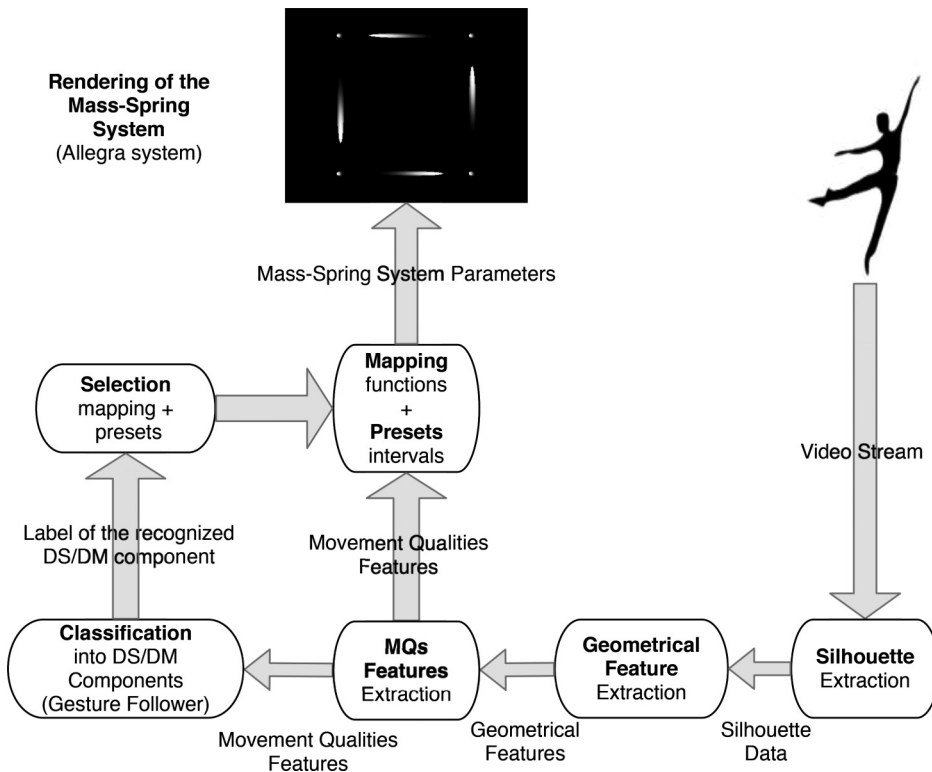 Rendering of the
Mass-Spring
System
(Allegra system)
Mass-Spring System Parameters
Selection
mapping +
presets
Mapping
functions
+
Presets
intervals
Video Stream
Label of the recognized
DS/DM component
Movement Qualities
Features
Classification
into DS/DM
Components
(Gesture Follower)
MQs
Features
Extraction
Geometrical
Feature
Extraction
Silhouette
Extraction
Movement Qualities
Features
Geometrical
Features
Silhouette
Data